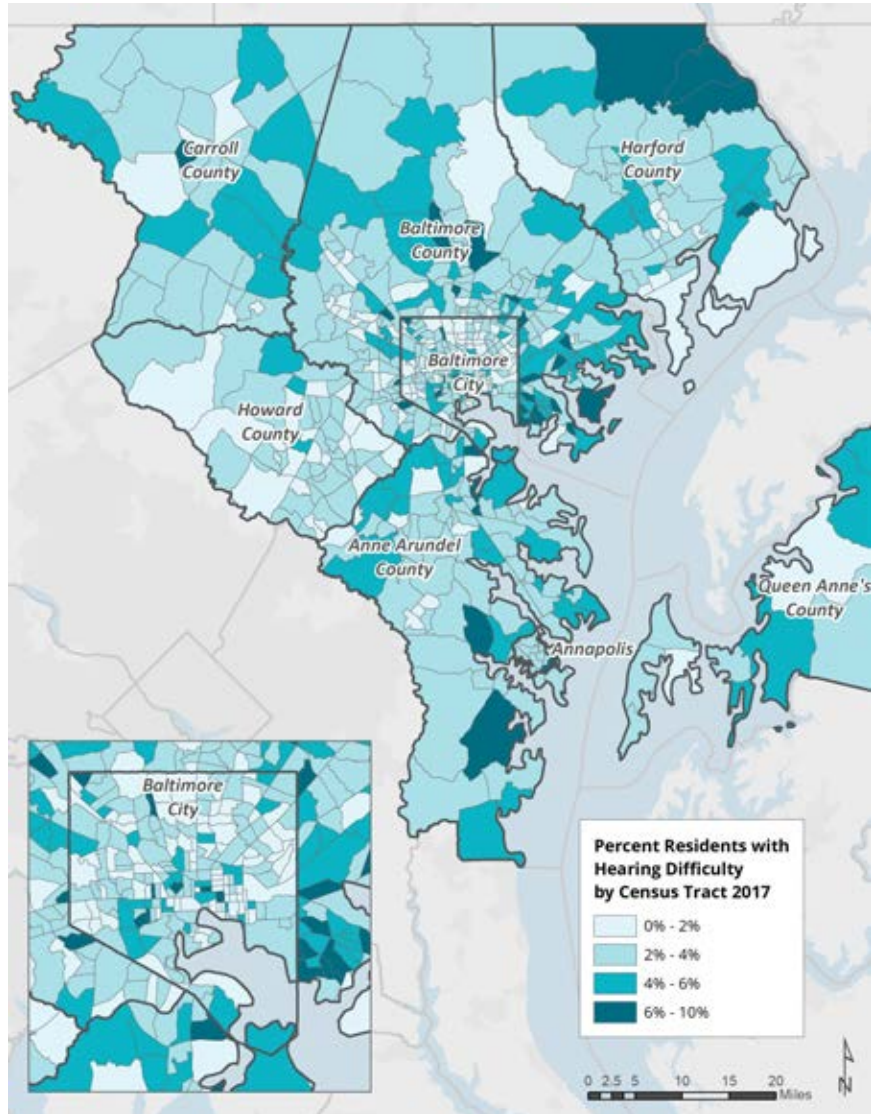 Carroll
County
Harford
County
Baltimore
County
Baltimore
City
Howard
County
Anne Arundel
County
Queen Anne's
County
Annapolis
Baltimore
City
Percent Residents with
Hearing Difficulty
by Census Tract 2017
0% - 2%
2% - 4%
4% - 6%
6% - 10%
N
0 2.5 5 10 15 20
Miles